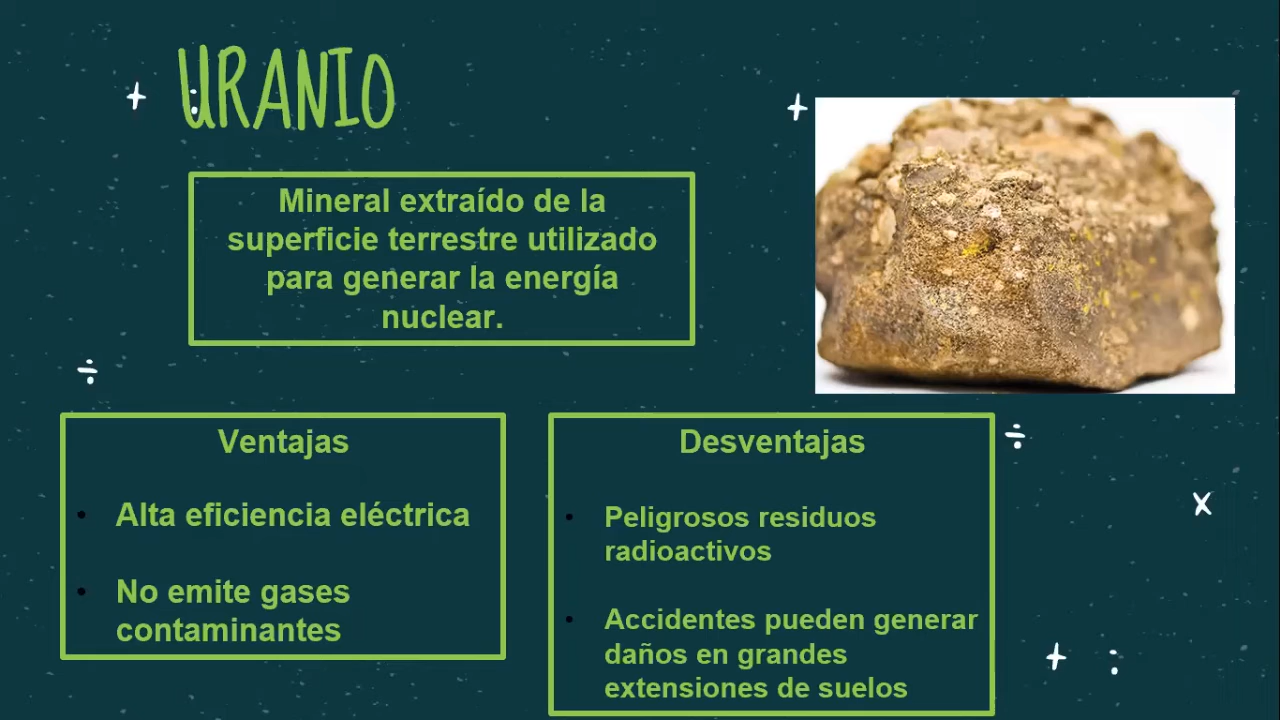 URANIO
Mineral extraído de la
superficie terrestre utilizado
para generar la energía
nuclear.
Ventajas
• Alta eficiencia eléctrica
• No emite gases
contaminantes
Desventajas
• Peligrosos residuos
radioactivos
• Accidentes pueden generar
daños en grandes
extensiones de suelos